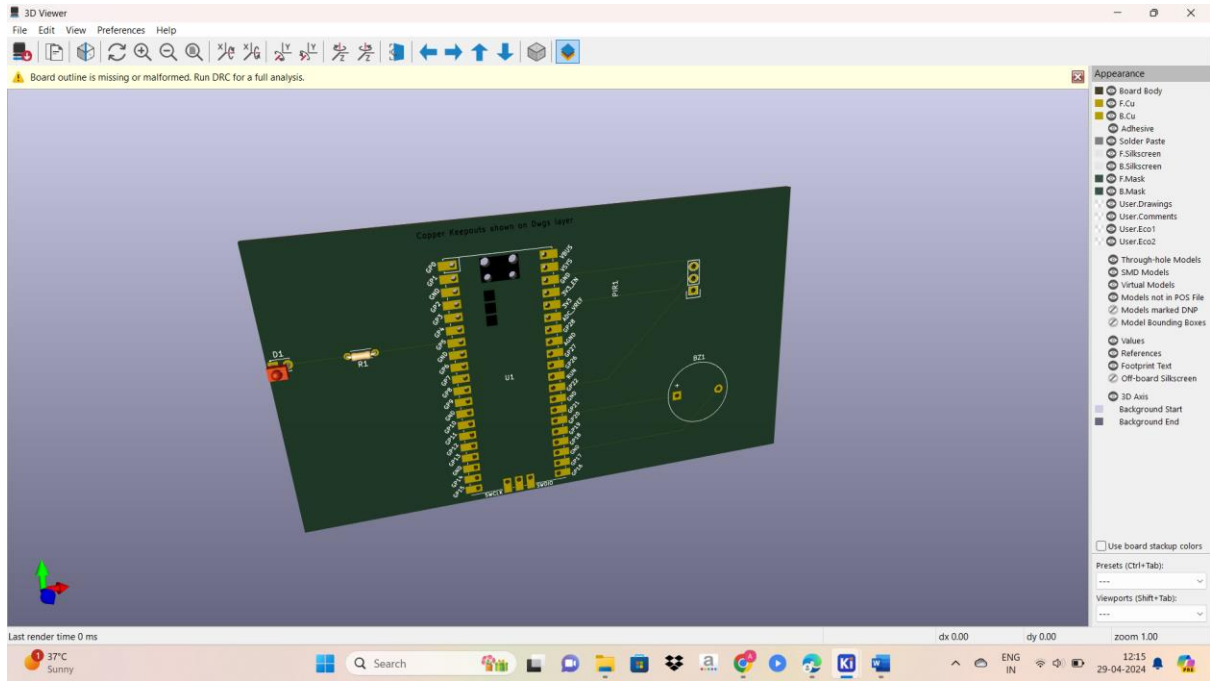 3D Viewer
File Edit View Preferences Help
Board outline is missing or malformed. Run DRC for a full analysis.
Appearance
Board Body
F.Cu
B.Cu
Adhesive
Solder Paste
F.Silkscreen
B.Silkscreen
F.Mask
B.Mask
User.Drawings
User.Comments
User.Eco1
User.Eco2
Through-hole Models
SMD Models
Virtual Models
Models not in POS File
Models marked DNP
Model Bounding Boxes
Values
References
Footprint Text
Off-board Silkscreen
3D Axis
Background Start
Background End
Use board stackup colors
Presets (Ctrl+Tab):
---
Viewports (Shift+Tab):
---
Copper Keepouts shown on Dwgs layer
GP0
GP1
GND
GP2
GP3
GP4
GP5
GND
GP6
GP7
GP8
GP9
GND
GP10
GP11
GP12
GP13
GND
GP14
GP15
VBUS
VSYS
GND
3V3_EN
3V3
ADC_VREF
GP28
AGND
GP27
GP26
RUN
GP22
GND
GP21
GP20
GP19
GP18
GND
GP17
GP16
SWCLK
SWDIO
U1
D1
R1
PIR1
BZ1
+
Last render time 0 ms
dx 0.00
dy 0.00
zoom 1.00
1
37°C
Sunny
Search
ENG
IN
12:15
29-04-2024